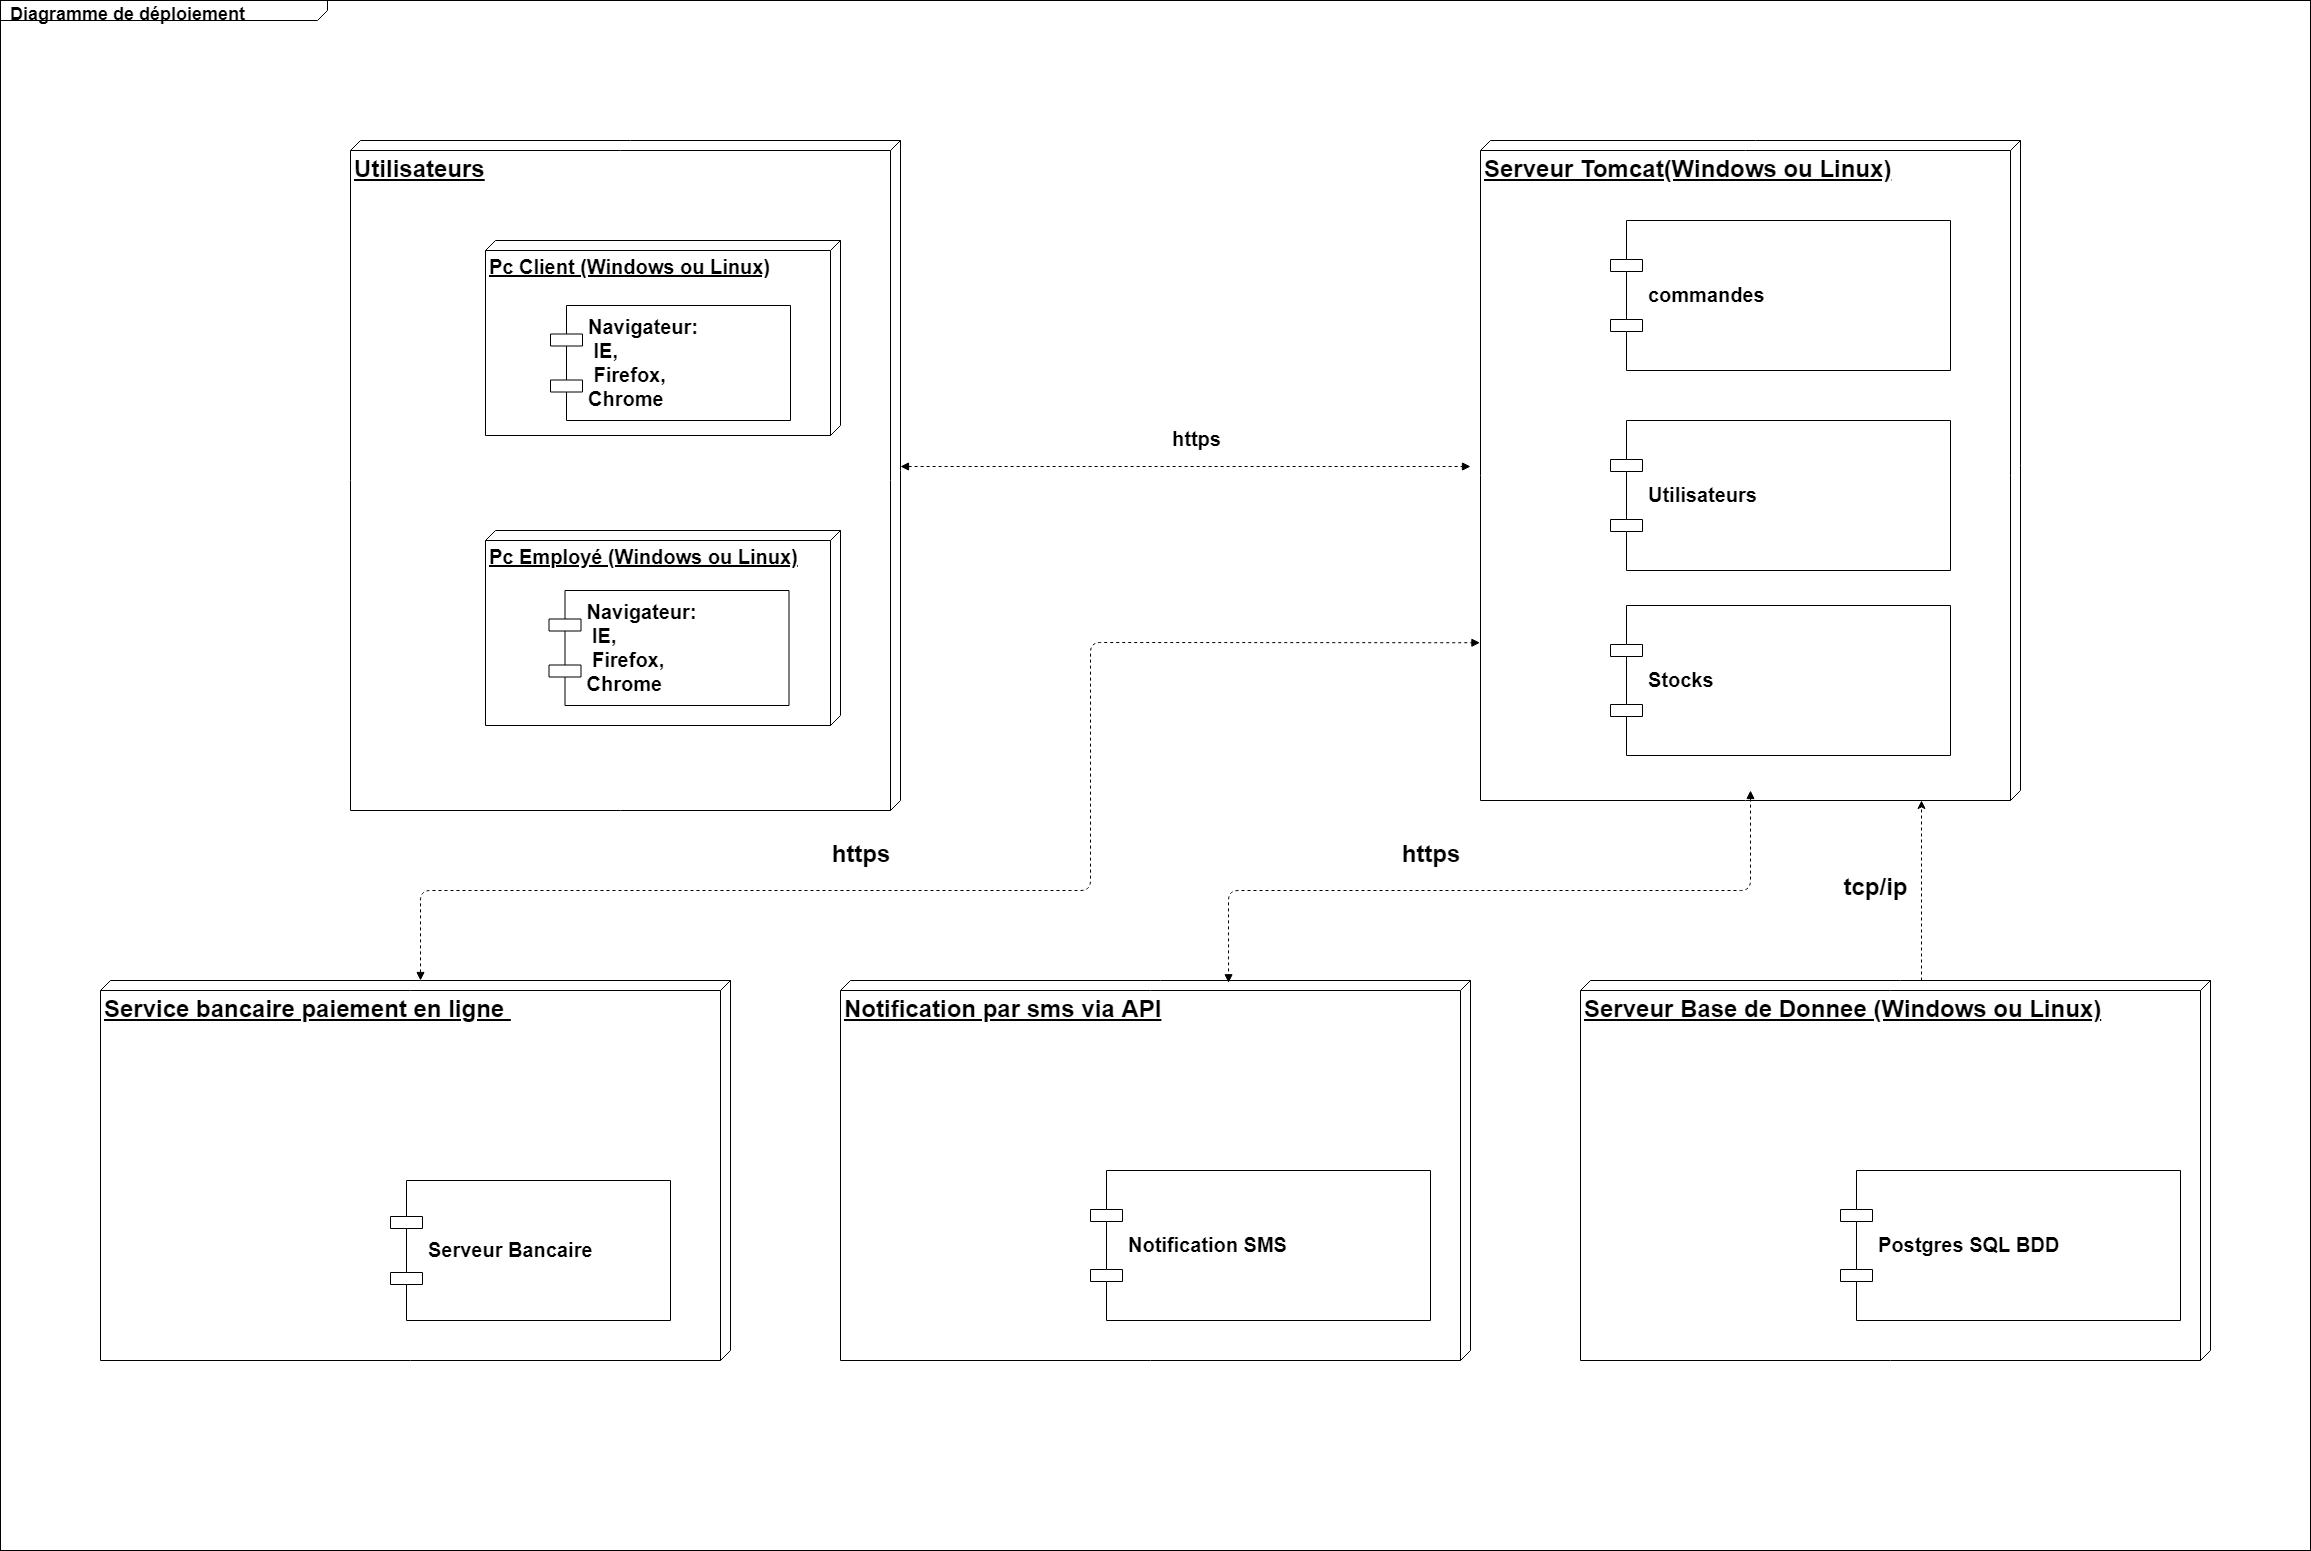 Diagramme de déploiement
Utilisateurs
Pc Client (Windows ou Linux)
Navigateur:
IE,
Firefox,
Chrome
Pc Employé (Windows ou Linux)
Navigateur:
IE,
Firefox,
Chrome
https
Serveur Tomcat(Windows ou Linux)
commandes
Utilisateurs
Stocks
https
https
tcp/ip
Service bancaire paiement en ligne
Serveur Bancaire
Notification par sms via API
Notification SMS
Serveur Base de Donnee (Windows ou Linux)
Postgres SQL BDD